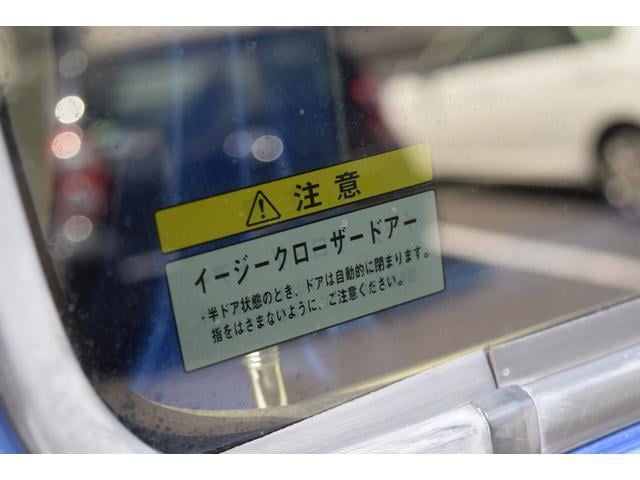 注意
イージークローザードアー
・半ドア状態のとき、ドアは自動的に閉まります。
指をはさまないように、ご注意ください。